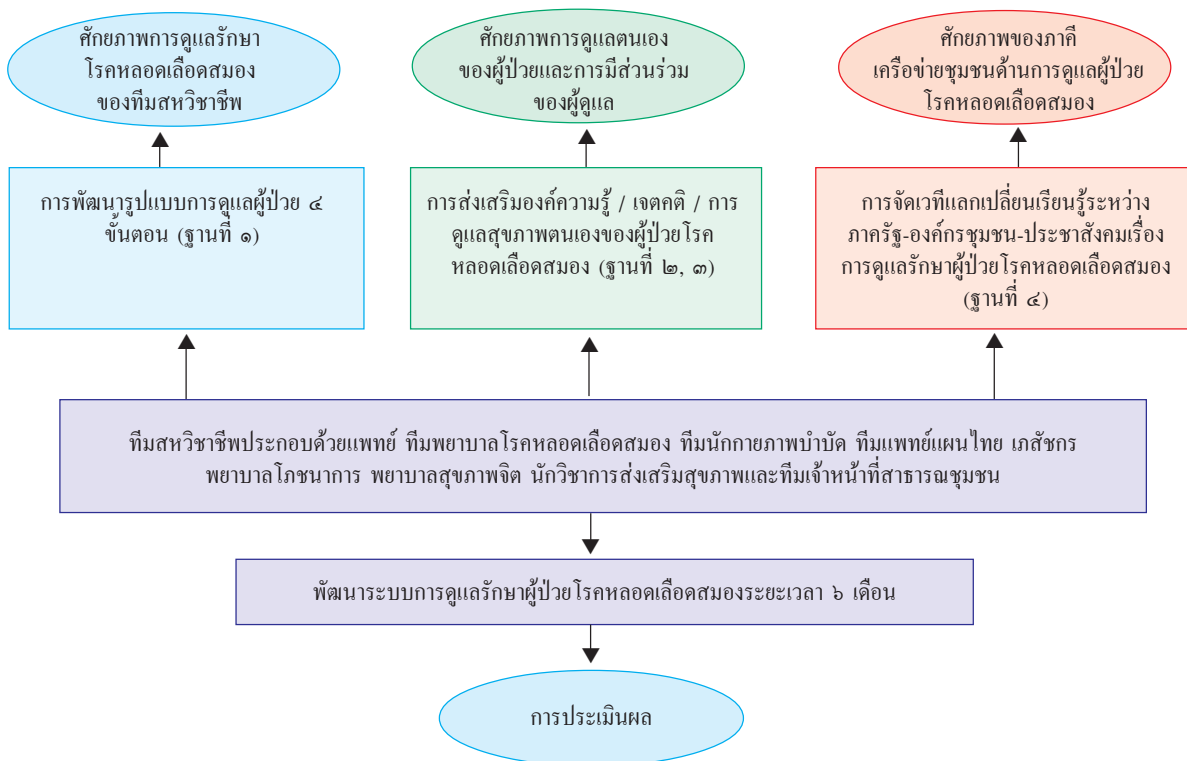 ศักยภาพการดูแลรักษา
โรคหลอดเลือดสมอง
ของทีมสหวิชาชีพ
ศักยภาพการดูแลตนเอง
ของผู้ป่วยและการมีส่วนร่วม
ของผู้ดูแล
ศักยภาพของภาคี
เครือข่ายชุมชนด้านการดูแลผู้ป่วย
โรคหลอดเลือดสมอง
การพัฒนารูปแบบการดูแลผู้ป่วย ๔
ขั้นตอน (ฐานที่ ๑)
การส่งเสริมองค์ความรู้ / เจตคติ / การ
ดูแลสุขภาพตนเองของผู้ป่วยโรค
หลอดเลือดสมอง (ฐานที่ ๒, ๓)
การจัดเวทีแลกเปลี่ยนเรียนรู้ระหว่าง
ภาครัฐ-องค์กรชุมชน-ประชาสังคมเรื่อง
การดูแลรักษาผู้ป่วยโรคหลอดเลือดสมอง
(ฐานที่ ๔)
ทีมสหวิชาชีพประกอบด้วยแพทย์ ทีมพยาบาลโรคหลอดเลือดสมอง ทีมนักกายภาพบำบัด ทีมแพทย์แผนไทย เภสัชกร
พยาบาลโภชนาการ พยาบาลสุขภาพจิต นักวิชาการส่งเสริมสุขภาพและทีมเจ้าหน้าที่สาธารณชุมชน
พัฒนาระบบการดูแลรักษาผู้ป่วยโรคหลอดเลือดสมองระยะเวลา ๖ เดือน
การประเมินผล